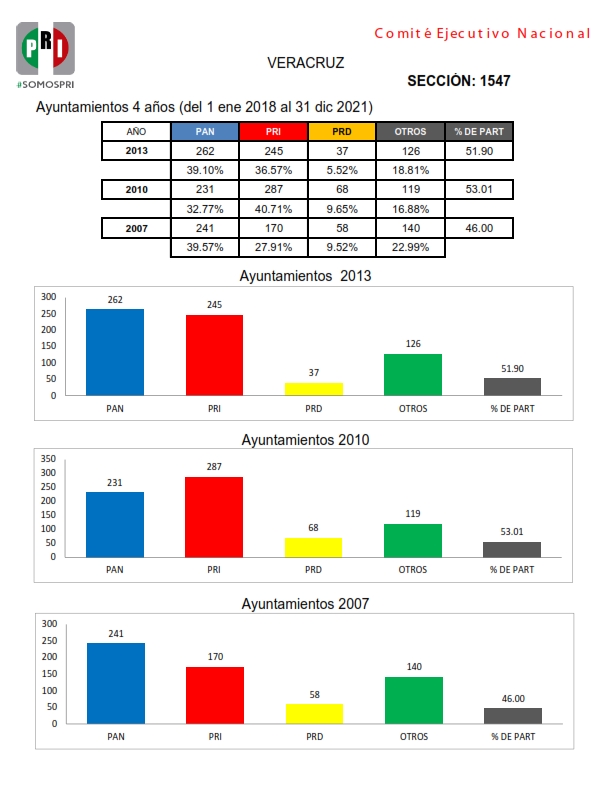 PRI
#SOMOSPRI
Comité Ejecutivo Nacional
VERACRUZ
SECCIÓN: 1547
Ayuntamientos 4 años (del 1 ene 2018 al 31 dic 2021)
AÑO PAN PRI PRD OTROS % DE PART
2013 262 245 37 126 51.90
39.10% 36.57% 5.52% 18.81%
2010 231 287 68 119 53.01
32.77% 40.71% 9.65% 16.88%
2007 241 170 58 140 46.00
39.57% 27.91% 9.52% 22.99%
Ayuntamientos 2013
300
250
200
150
100
50
0
262 245 37 126 51.90
PAN PRI PRD OTROS % DE PART
Ayuntamientos 2010
350
300
250
200
150
100
50
0
231 287 68 119 53.01
PAN PRI PRD OTROS % DE PART
Ayuntamientos 2007
300
250
200
150
100
50
0
241 170 58 140 46.00
PAN PRI PRD OTROS % DE PART